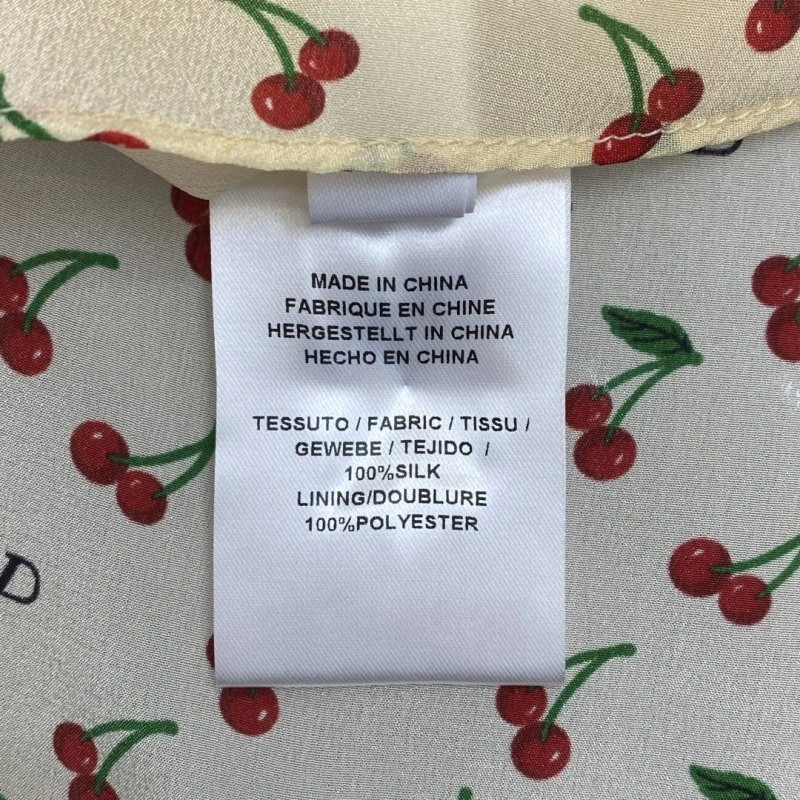 MADE IN CHINA
FABRIQUE EN CHINE
HERGESTELLT IN CHINA
HECHO EN CHINA
TESSUTO / FABRIC / TISSU /
GEWEBE / TEJIDO /
100%SILK
LINING/DOUBLURE
100%POLYESTER
D
D